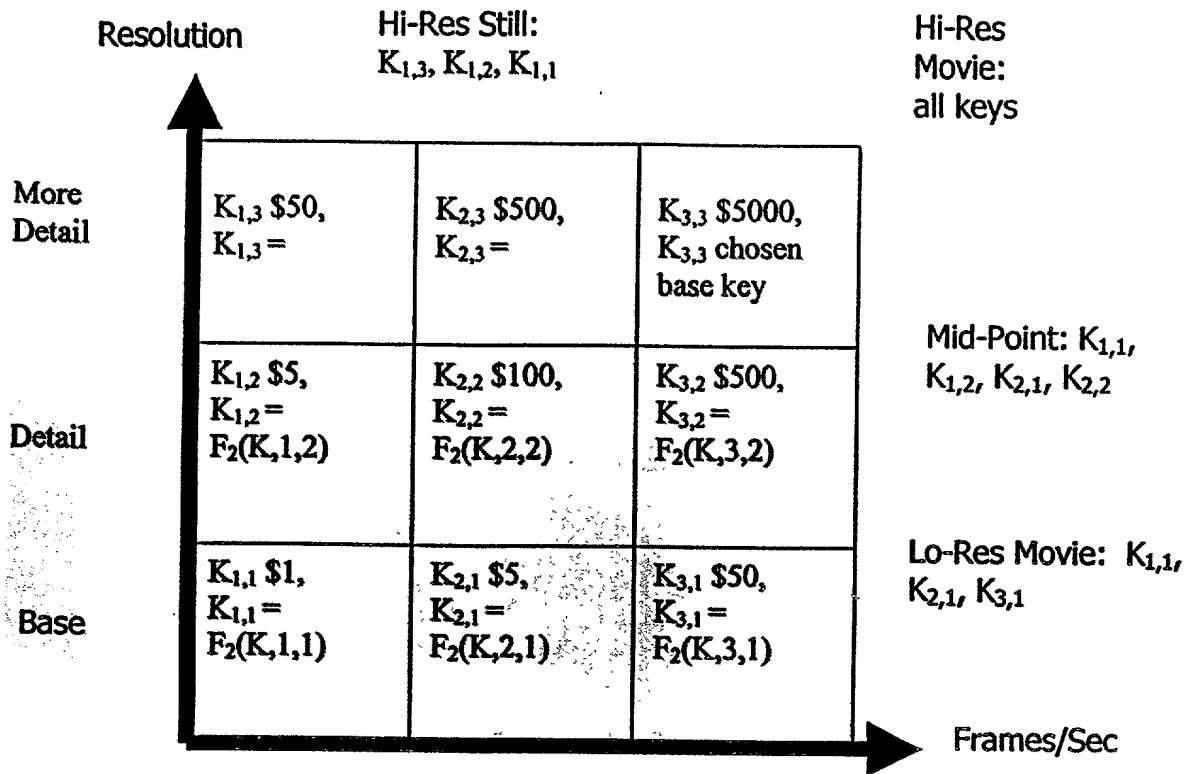 Resolution
Hi-Res Still:
K1,3, K1,2, K1,1
Hi-Res
Movie:
all keys
More
Detail
K1,3 $50,
K1,3 =
K2,3 $500,
K2,3 =
K3,3 $5000,
K3,3 chosen
base key
Mid-Point: K1,1,
K1,2, K2,1, K2,2
Detail
K1,2 $5,
K1,2 =
F2(K,1,2)
K2,2 $100,
K2,2 =
F2(K,2,2)
K3,2 $500,
K3,2 =
F2(K,3,2)
Lo-Res Movie: K1,1,
K2,1, K3,1
Base
K1,1 $1,
K1,1 =
F2(K,1,1)
K2,1 $5,
K2,1 =
F2(K,2,1)
K3,1 $50,
K3,1 =
F2(K,3,1)
Frames/Sec